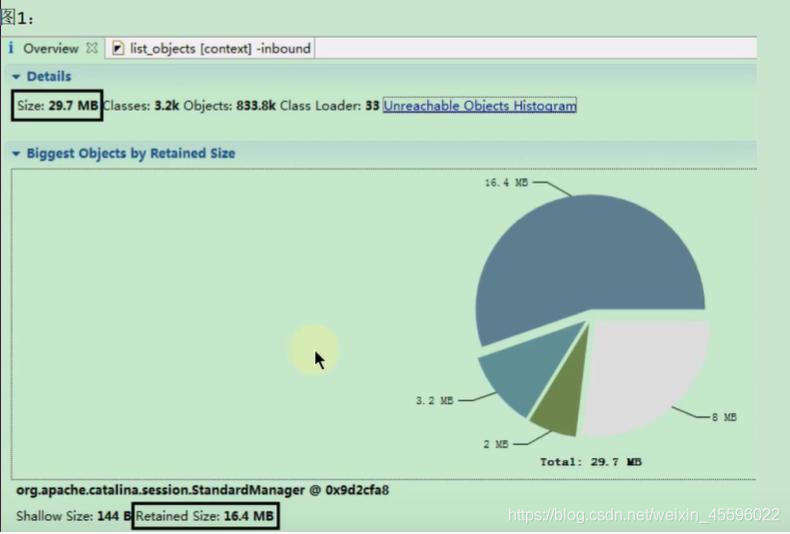 图1：
Overview list_objects [context] -inbound
Details
Size: 29.7 MB Classes: 3.2k Objects: 833.8k Class Loader: 33 Unreachable Objects Histogram
Biggest Objects by Retained Size
16.4 MB
3.2 MB
8 MB
2 MB
Total: 29.7 MB
org.apache.catalina.session.StandardManager @ 0x9d2cfa8
Shallow Size: 144 B Retained Size: 16.4 MB
https://blog.csdn.net/weixin_45596022